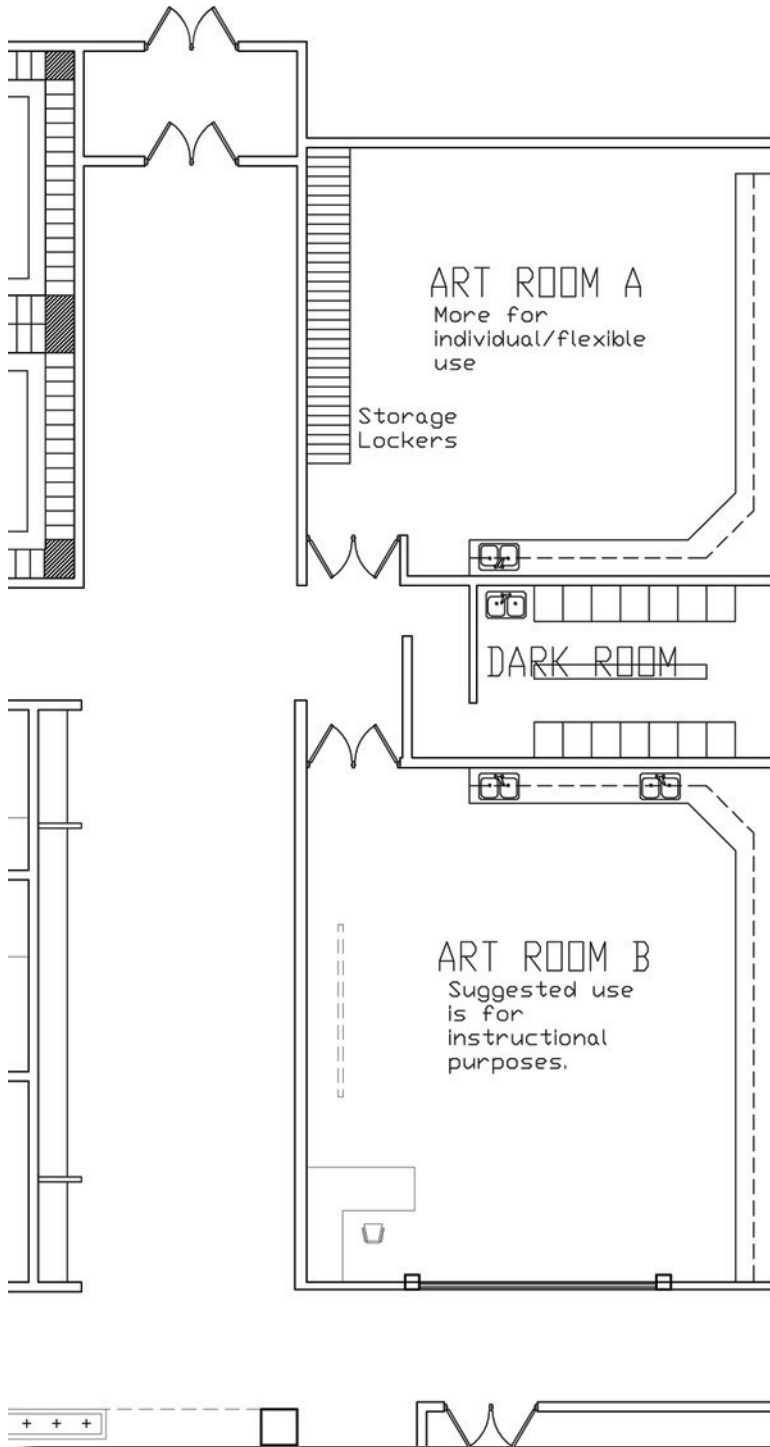 ART ROOM A
More for
individual/flexible
use
Storage
Lockers
DARK ROOM
ART ROOM B
Suggested use
is for
instructional
purposes.